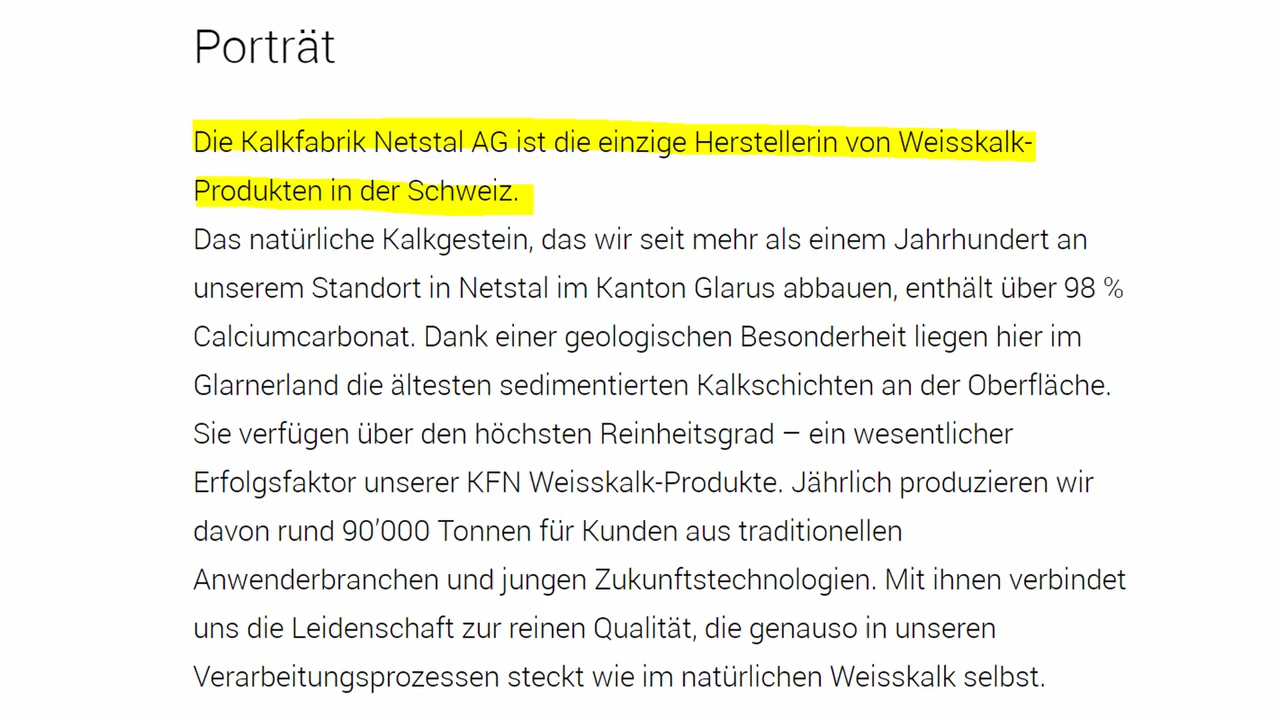 Porträt
Die Kalkfabrik Netstal AG ist die einzige Herstellerin von Weisskalk-
Produkten in der Schweiz.
Das natürliche Kalkgestein, das wir seit mehr als einem Jahrhundert an
unserem Standort in Netstal im Kanton Glarus abbauen, enthält über 98 %
Calciumcarbonat. Dank einer geologischen Besonderheit liegen hier im
Glarnerland die ältesten sedimentierten Kalkschichten an der Oberfläche.
Sie verfügen über den höchsten Reinheitsgrad – ein wesentlicher
Erfolgsfaktor unserer KFN Weisskalk-Produkte. Jährlich produzieren wir
davon rund 90’000 Tonnen für Kunden aus traditionellen
Anwenderbranchen und jungen Zukunftstechnologien. Mit ihnen verbindet
uns die Leidenschaft zur reinen Qualität, die genauso in unseren
Verarbeitungsprozessen steckt wie im natürlichen Weisskalk selbst.